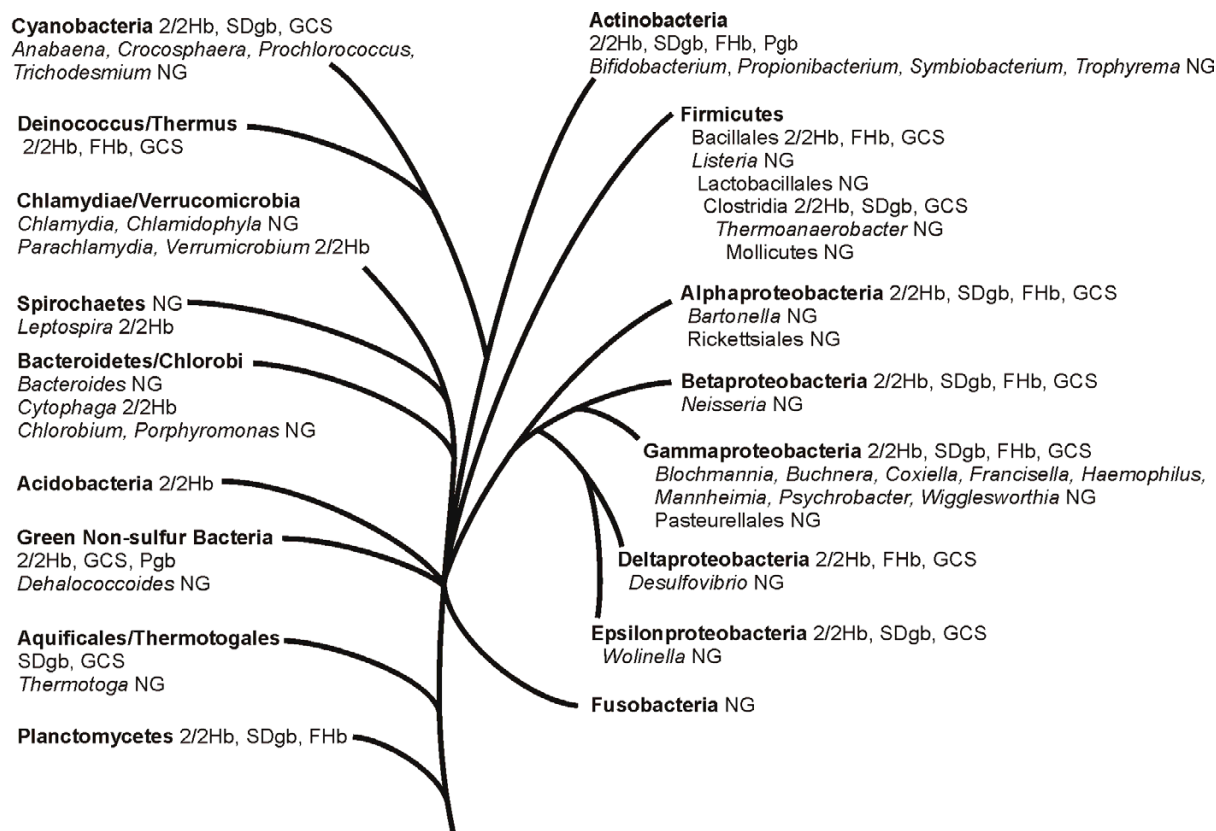 Cyanobacteria 2/2Hb, SDgb, GCS
Anabaena, Crocosphaera, Prochlorococcus,
Trichodesmium NG
Deinococcus/Thermus
2/2Hb, FHb, GCS
Chlamydiae/Verrucomicrobia
Chlamydia, Chlamidophyla NG
Parachlamydia, Verrumicrobium 2/2Hb
Spirochaetes NG
Leptospira 2/2Hb
Bacteroidetes/Chlorobi
Bacteroides NG
Cytophaga 2/2Hb
Chlorobium, Porphyromonas NG
Acidobacteria 2/2Hb
Green Non-sulfur Bacteria
2/2Hb, GCS, Pgb
Dehalococcoides NG
Aquificales/Thermotogales
SDgb, GCS
Thermotoga NG
Planctomycetes 2/2Hb, SDgb, FHb
Actinobacteria
2/2Hb, SDgb, FHb, Pgb
Bifidobacterium, Propionibacterium, Symbiobacterium, Trophyrema NG
Firmicutes
Bacillales 2/2Hb, FHb, GCS
Listeria NG
Lactobacillales NG
Clostridia 2/2Hb, SDgb, GCS
Thermoanaerobacter NG
Mollicutes NG
Alphaproteobacteria 2/2Hb, SDgb, FHb, GCS
Bartonella NG
Rickettsiales NG
Betaproteobacteria 2/2Hb, SDgb, FHb, GCS
Neisseria NG
Gammaproteobacteria 2/2Hb, SDgb, FHb, GCS
Blochmannia, Buchnera, Coxiella, Francisella, Haemophilus,
Mannheimia, Psychrobacter, Wigglesworthia NG
Pasteurellales NG
Deltaproteobacteria 2/2Hb, FHb, GCS
Desulfovibrio NG
Epsilonproteobacteria 2/2Hb, SDgb, GCS
Wolinella NG
Fusobacteria NG